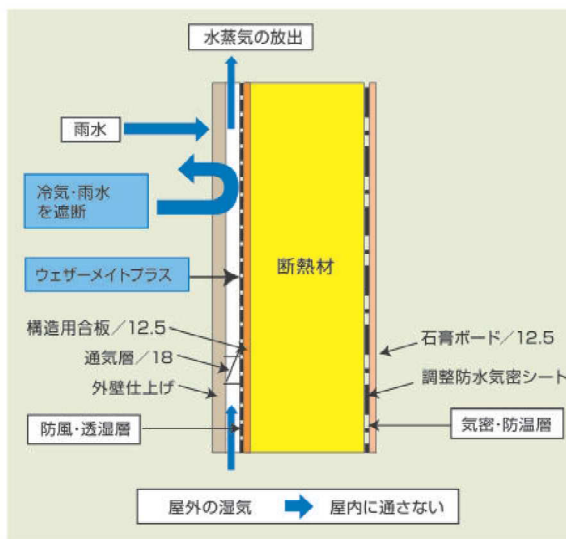 水蒸気の放出
雨水
冷気・雨水
を遮断
ウェザーメイトプラス
断熱材
構造用合板／12.5
通気層／18
外壁仕上げ
防風・透湿層
石膏ボード／12.5
調整防水気密シート
気密・防温層
屋外の湿気 屋内に通さない